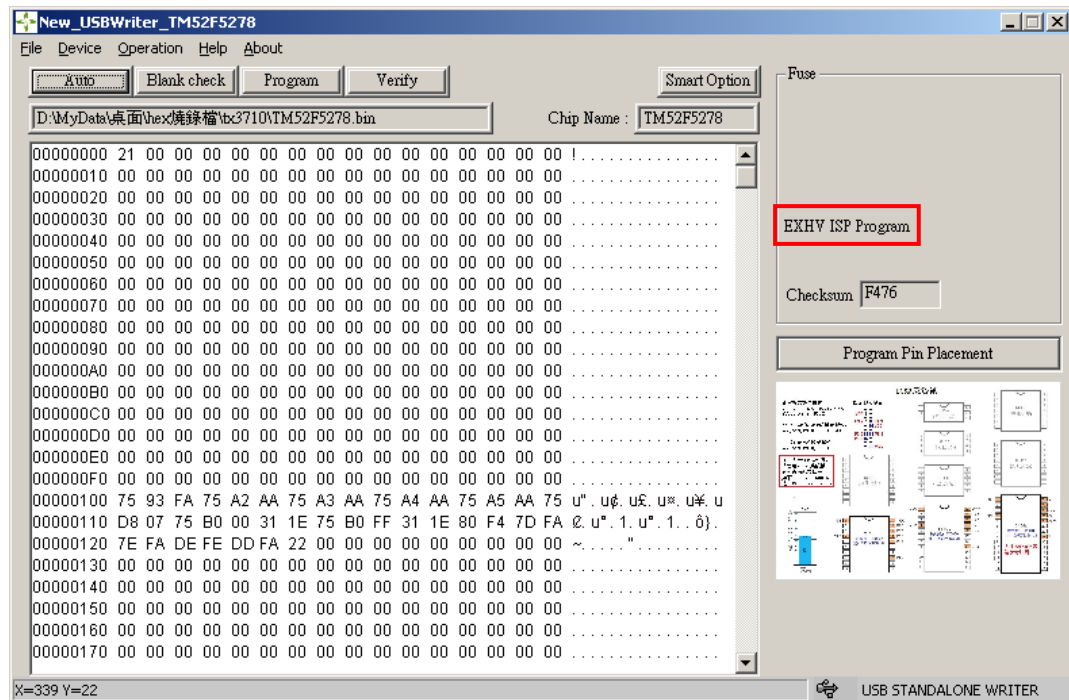 New_USBWriter_TM52F5278
File Device Operation Help About
Auto Blank check Program Verify Smart Option
D:\MyData\桌面\hex燒錄檔\tx3710\TM52F5278.bin Chip Name : TM52F5278
Fuse
EXHV ISP Program
Checksum F476
Program Pin Placement
00000000 21 00 00 00 00 00 00 00 00 00 00 00 00 00 00 00 !...............
00000010 00 00 00 00 00 00 00 00 00 00 00 00 00 00 00 00 ................
00000020 00 00 00 00 00 00 00 00 00 00 00 00 00 00 00 00 ................
00000030 00 00 00 00 00 00 00 00 00 00 00 00 00 00 00 00 ................
00000040 00 00 00 00 00 00 00 00 00 00 00 00 00 00 00 00 ................
00000050 00 00 00 00 00 00 00 00 00 00 00 00 00 00 00 00 ................
00000060 00 00 00 00 00 00 00 00 00 00 00 00 00 00 00 00 ................
00000070 00 00 00 00 00 00 00 00 00 00 00 00 00 00 00 00 ................
00000080 00 00 00 00 00 00 00 00 00 00 00 00 00 00 00 00 ................
00000090 00 00 00 00 00 00 00 00 00 00 00 00 00 00 00 00 ................
000000A0 00 00 00 00 00 00 00 00 00 00 00 00 00 00 00 00 ................
000000B0 00 00 00 00 00 00 00 00 00 00 00 00 00 00 00 00 ................
000000C0 00 00 00 00 00 00 00 00 00 00 00 00 00 00 00 00 ................
000000D0 00 00 00 00 00 00 00 00 00 00 00 00 00 00 00 00 ................
000000E0 00 00 00 00 00 00 00 00 00 00 00 00 00 00 00 00 ................
000000F0 00 00 00 00 00 00 00 00 00 00 00 00 00 00 00 00 ................
00000100 75 93 FA 75 A2 AA 75 A3 AA 75 A4 AA 75 A5 AA 75 u". u¢. u£. u¤. u¥. u
00000110 D8 07 75 B0 00 31 1E 75 B0 FF 31 1E 80 F4 7D FA Ø. u°. 1. u°. 1. . ô}.
00000120 7E FA DE FE DD FA 22 00 00 00 00 00 00 00 00 00 ~.....".........
00000130 00 00 00 00 00 00 00 00 00 00 00 00 00 00 00 00 ................
00000140 00 00 00 00 00 00 00 00 00 00 00 00 00 00 00 00 ................
00000150 00 00 00 00 00 00 00 00 00 00 00 00 00 00 00 00 ................
00000160 00 00 00 00 00 00 00 00 00 00 00 00 00 00 00 00 ................
00000170 00 00 00 00 00 00 00 00 00 00 00 00 00 00 00 00 ................
X=339 Y=22 USB STANDALONE WRITER